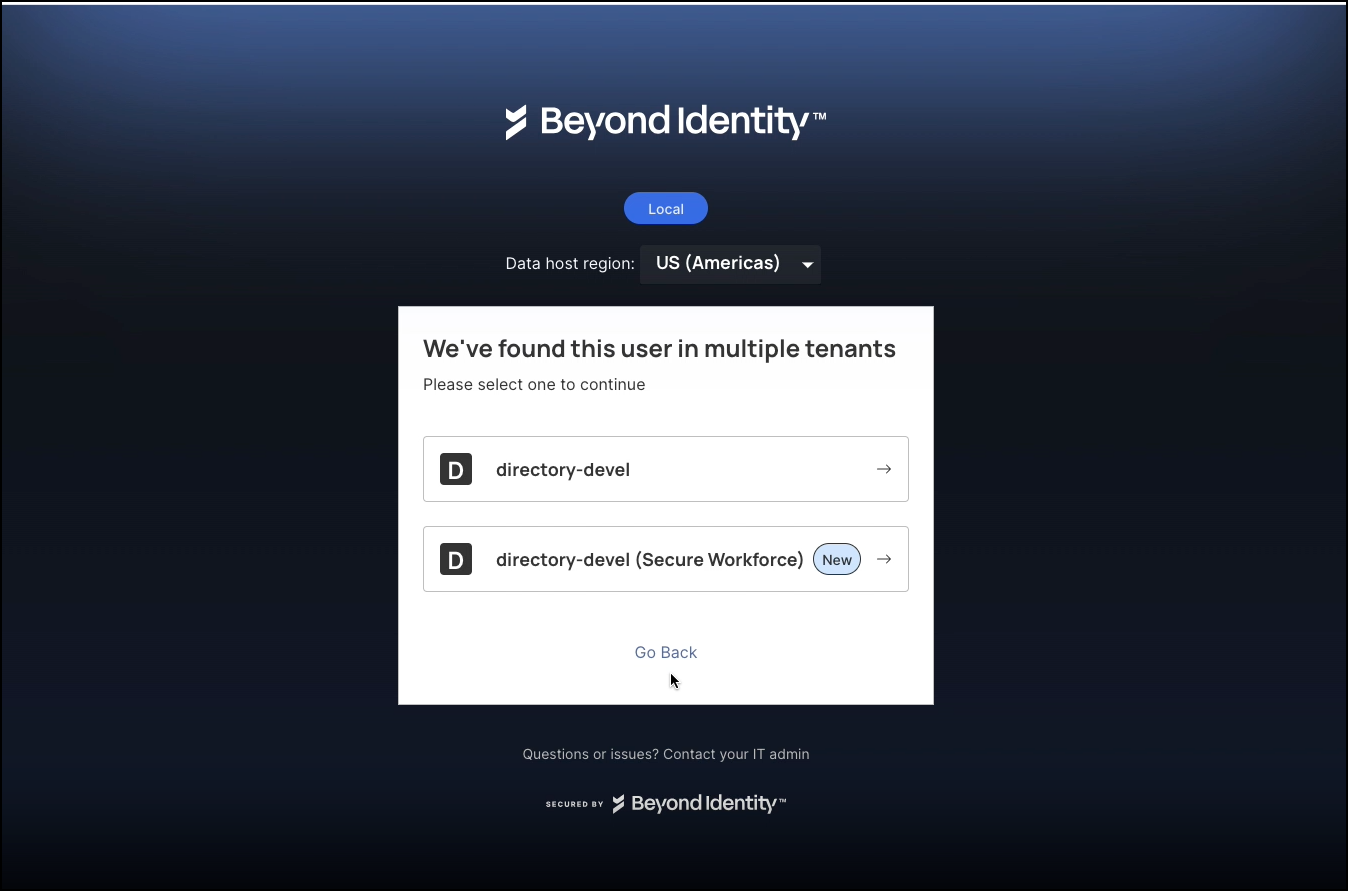 Beyond Identity™
Local
Data host region: US (Americas)
We've found this user in multiple tenants
Please select one to continue
D directory-devel
D directory-devel (Secure Workforce) New
Go Back
Questions or issues? Contact your IT admin
SECURED BY Beyond Identity™